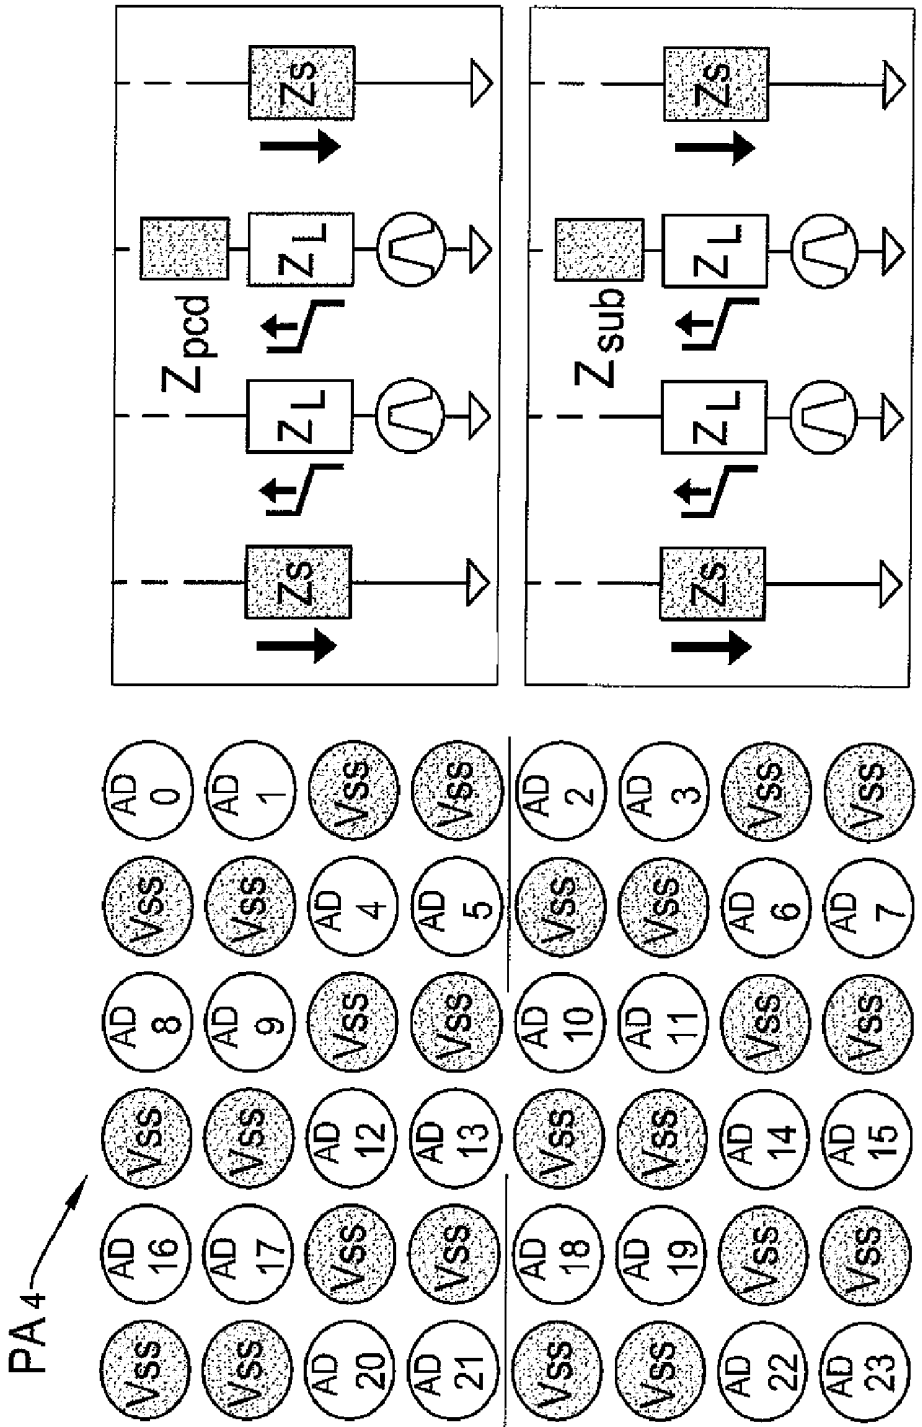 PA4
Vss AD 16 Vss AD 8 Vss AD 0
Vss AD 17 Vss AD 9 Vss AD 1
AD 20 Vss AD 12 Vss AD 4 Vss
AD 21 Vss AD 13 Vss AD 5 Vss
Vss AD 18 Vss AD 10 Vss AD 2
Vss AD 19 Vss AD 11 Vss AD 3
AD 22 Vss AD 14 Vss AD 6 Vss
AD 23 Vss AD 15 Vss AD 7 Vss
Zpcd
Zs ZL ZL Zs
Zsub
Zs ZL ZL Zs